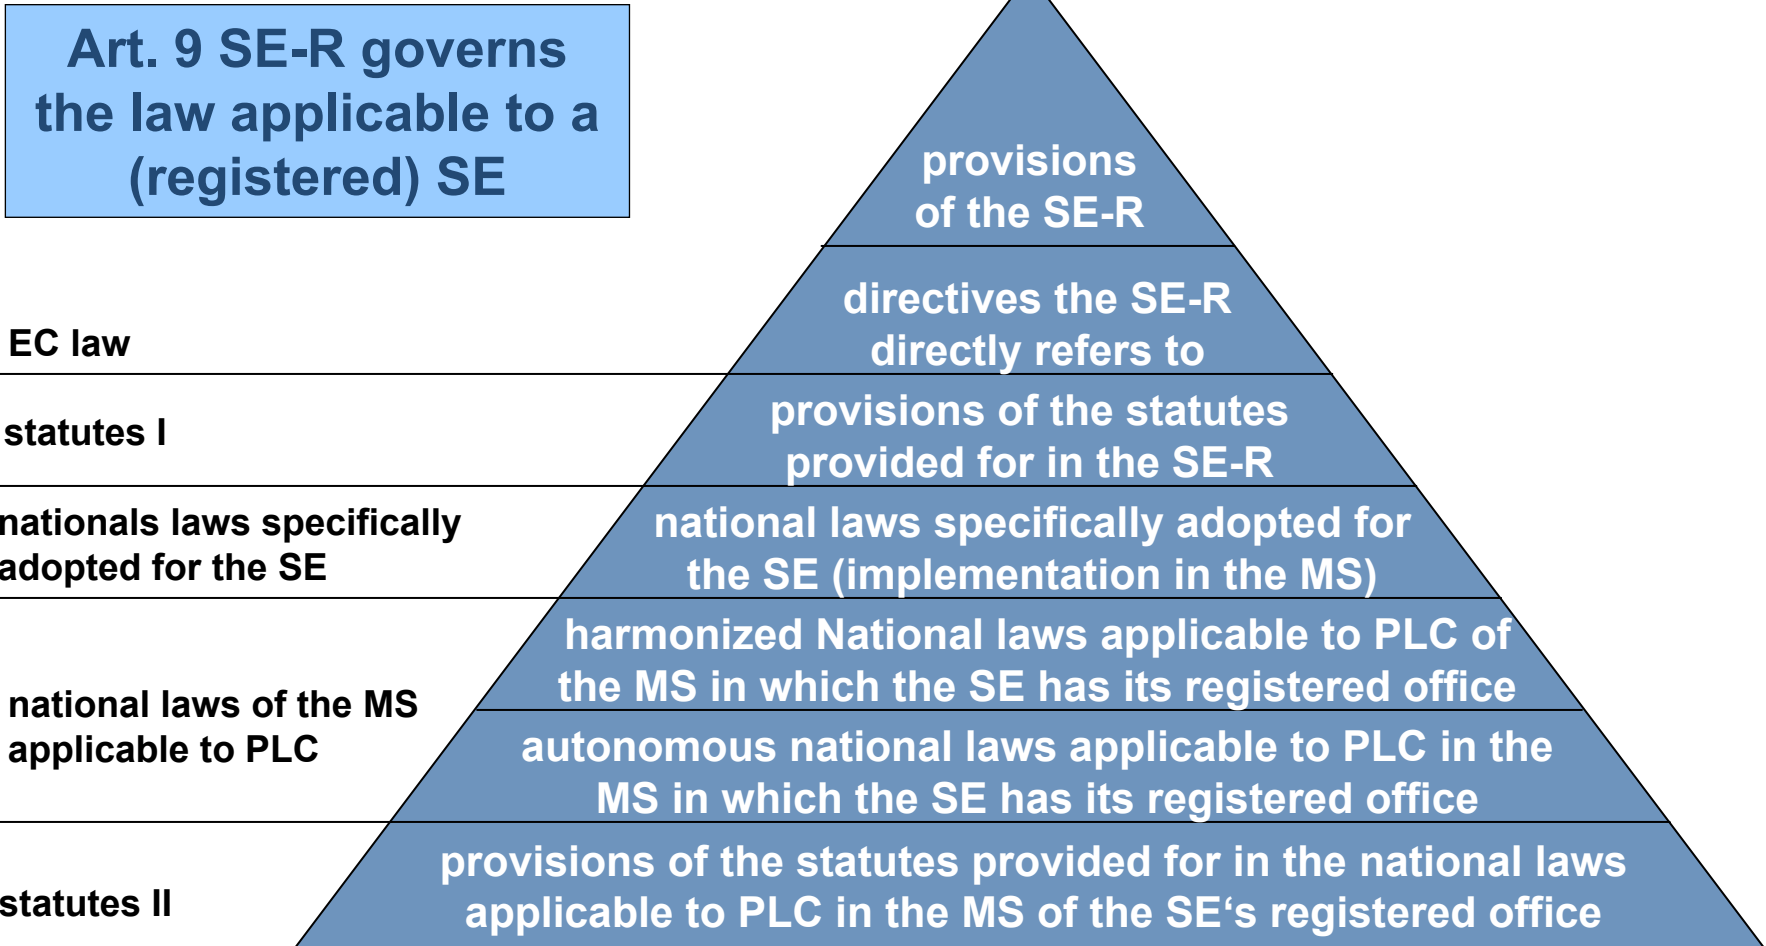 Art. 9 SE-R governs
the law applicable to a
(registered) SE
provisions
of the SE-R
directives the SE-R
directly refers to
EC law
provisions of the statutes
provided for in the SE-R
statutes I
national laws specifically adopted for
the SE (implementation in the MS)
nationals laws specifically
adopted for the SE
harmonized National laws applicable to PLC of
the MS in which the SE has its registered office
national laws of the MS
applicable to PLC
autonomous national laws applicable to PLC in the
MS in which the SE has its registered office
provisions of the statutes provided for in the national laws
applicable to PLC in the MS of the SE‘s registered office
statutes II